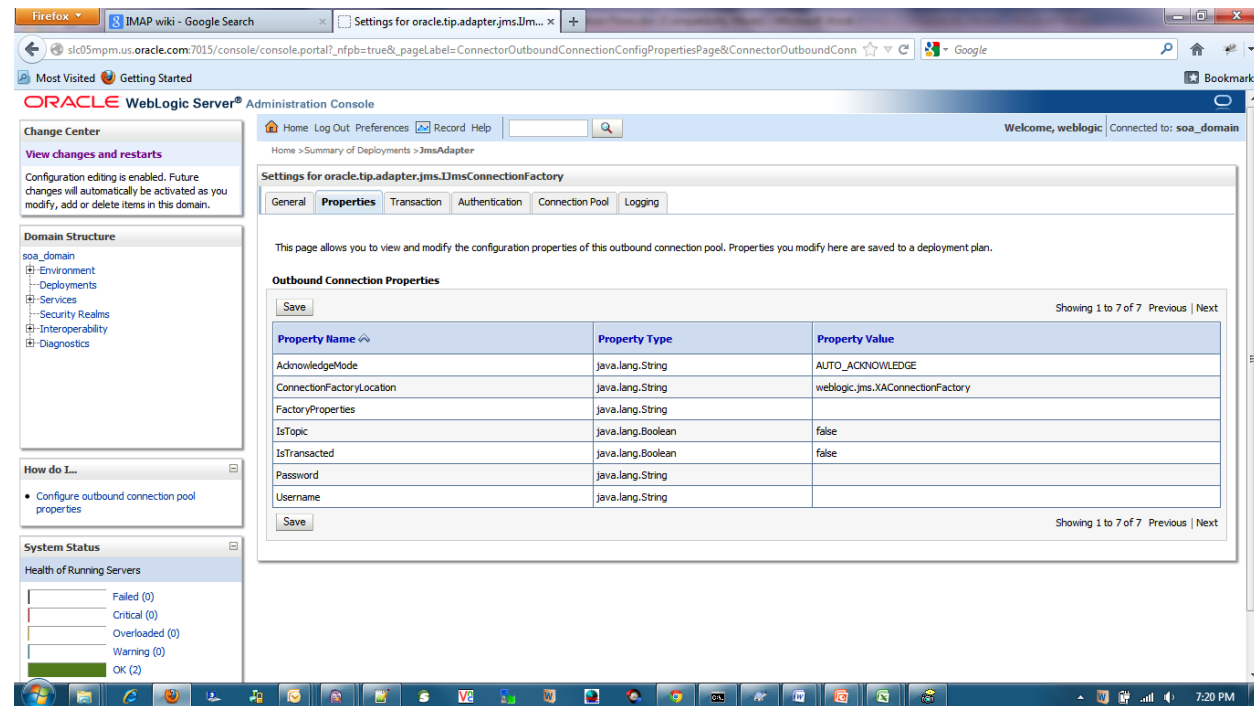 Firefox
IMAP wiki - Google Search
Settings for oracle.tip.adapter.jms.IJm...
slc05mpm.us.oracle.com:7015/console/console.portal?_nfpb=true&_pageLabel=ConnectorOutboundConnectionConfigPropertiesPage&ConnectorOutboundConn
Google
Most Visited Getting Started
Bookmark
ORACLE WebLogic Server® Administration Console
Change Center
View changes and restarts
Configuration editing is enabled. Future
changes will automatically be activated as you
modify, add or delete items in this domain.
Domain Structure
soa_domain
Environment
Deployments
Services
Security Realms
Interoperability
Diagnostics
How do I...
Configure outbound connection pool
properties
System Status
Health of Running Servers
Failed (0)
Critical (0)
Overloaded (0)
Warning (0)
OK (2)
Home Log Out Preferences Record Help
Welcome, weblogic Connected to: soa_domain
Home >Summary of Deployments >JmsAdapter
Settings for oracle.tip.adapter.jms.IJmsConnectionFactory
General Properties Transaction Authentication Connection Pool Logging
This page allows you to view and modify the configuration properties of this outbound connection pool. Properties you modify here are saved to a deployment plan.
Outbound Connection Properties
Save
Showing 1 to 7 of 7 Previous | Next
Property Name Property Type Property Value
AcknowledgeMode java.lang.String AUTO_ACKNOWLEDGE
ConnectionFactoryLocation java.lang.String weblogic.jms.XAConnectionFactory
FactoryProperties java.lang.String
IsTopic java.lang.Boolean false
IsTransacted java.lang.Boolean false
Password java.lang.String
Username java.lang.String
Save
Showing 1 to 7 of 7 Previous | Next
7:20 PM